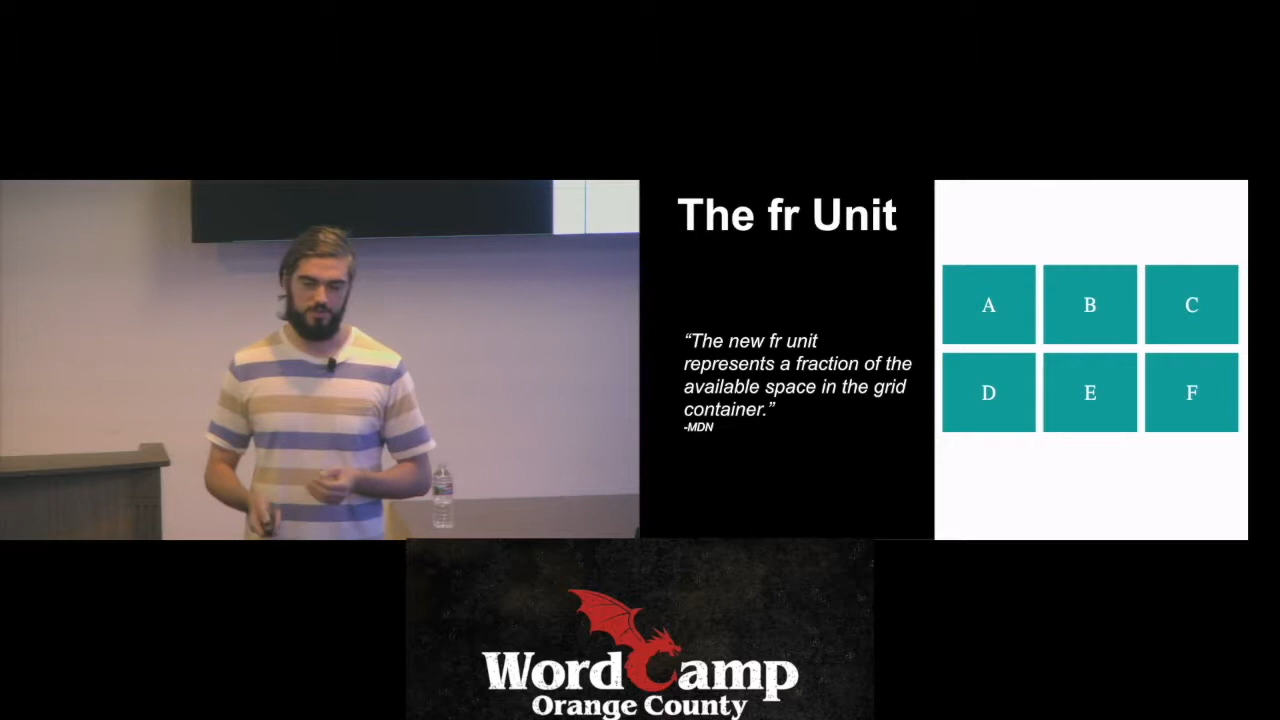 The fr Unit
“The new fr unit
represents a fraction of the
available space in the grid
container.”
-MDN
A B C
D E F
WordCamp
Orange County